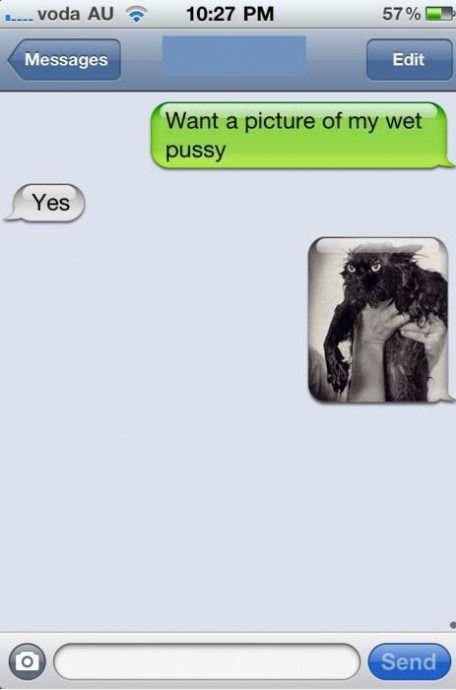 voda AU 10:27 PM 57%
Messages Edit
Want a picture of my wet
pussy
Yes
Send